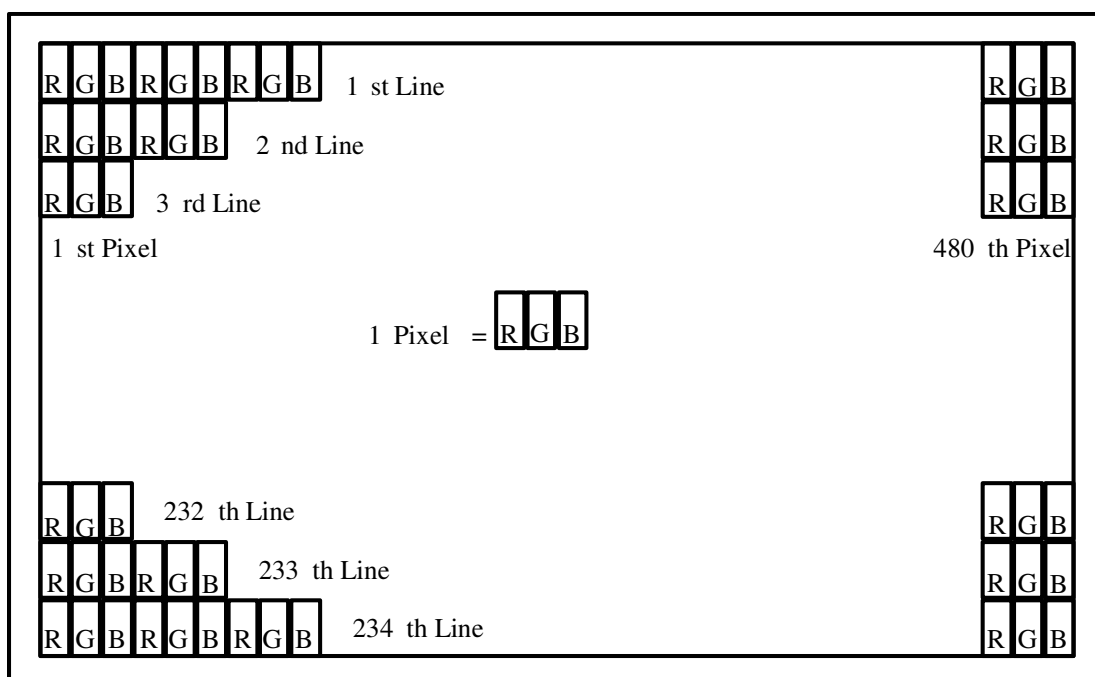 R G B R G B R G B 1 st Line R G B
R G B R G B 2 nd Line R G B
R G B 3 rd Line R G B
1 st Pixel 480 th Pixel
1 Pixel = R G B
R G B 232 th Line R G B
R G B R G B 233 th Line R G B
R G B R G B R G B 234 th Line R G B